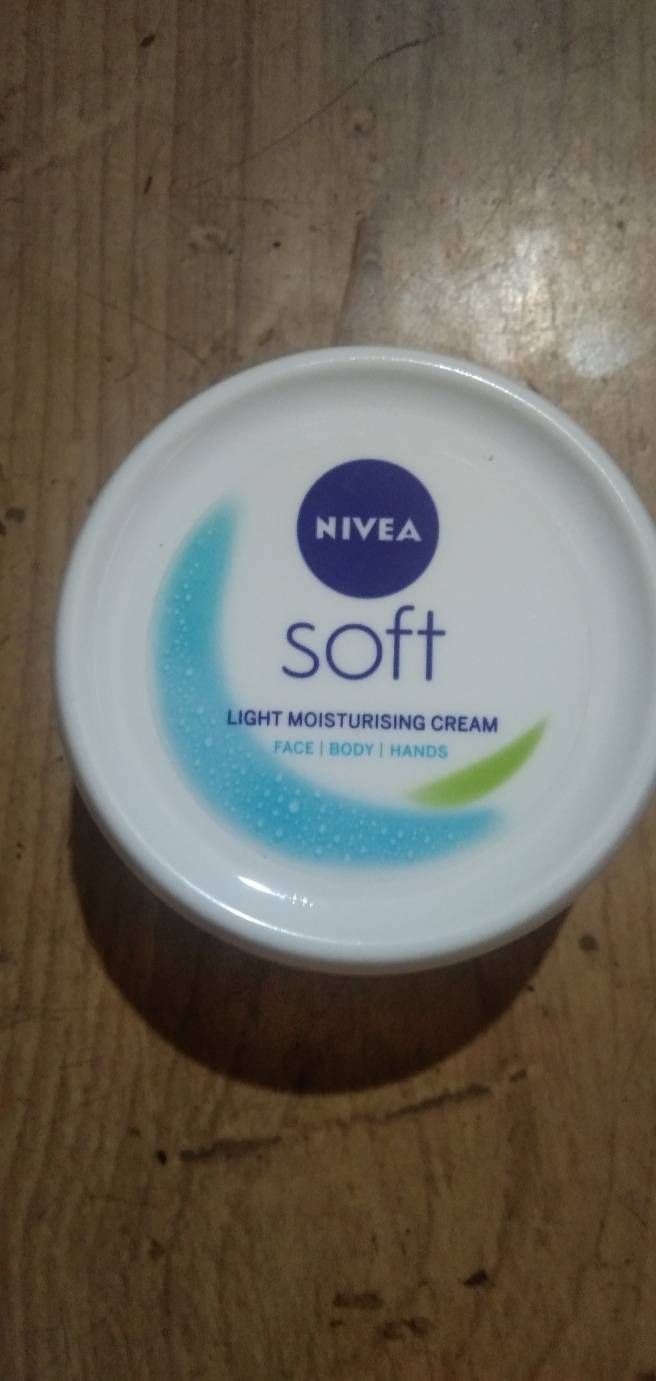 NIVEA
soft
LIGHT MOISTURISING CREAM
FACE | BODY | HANDS